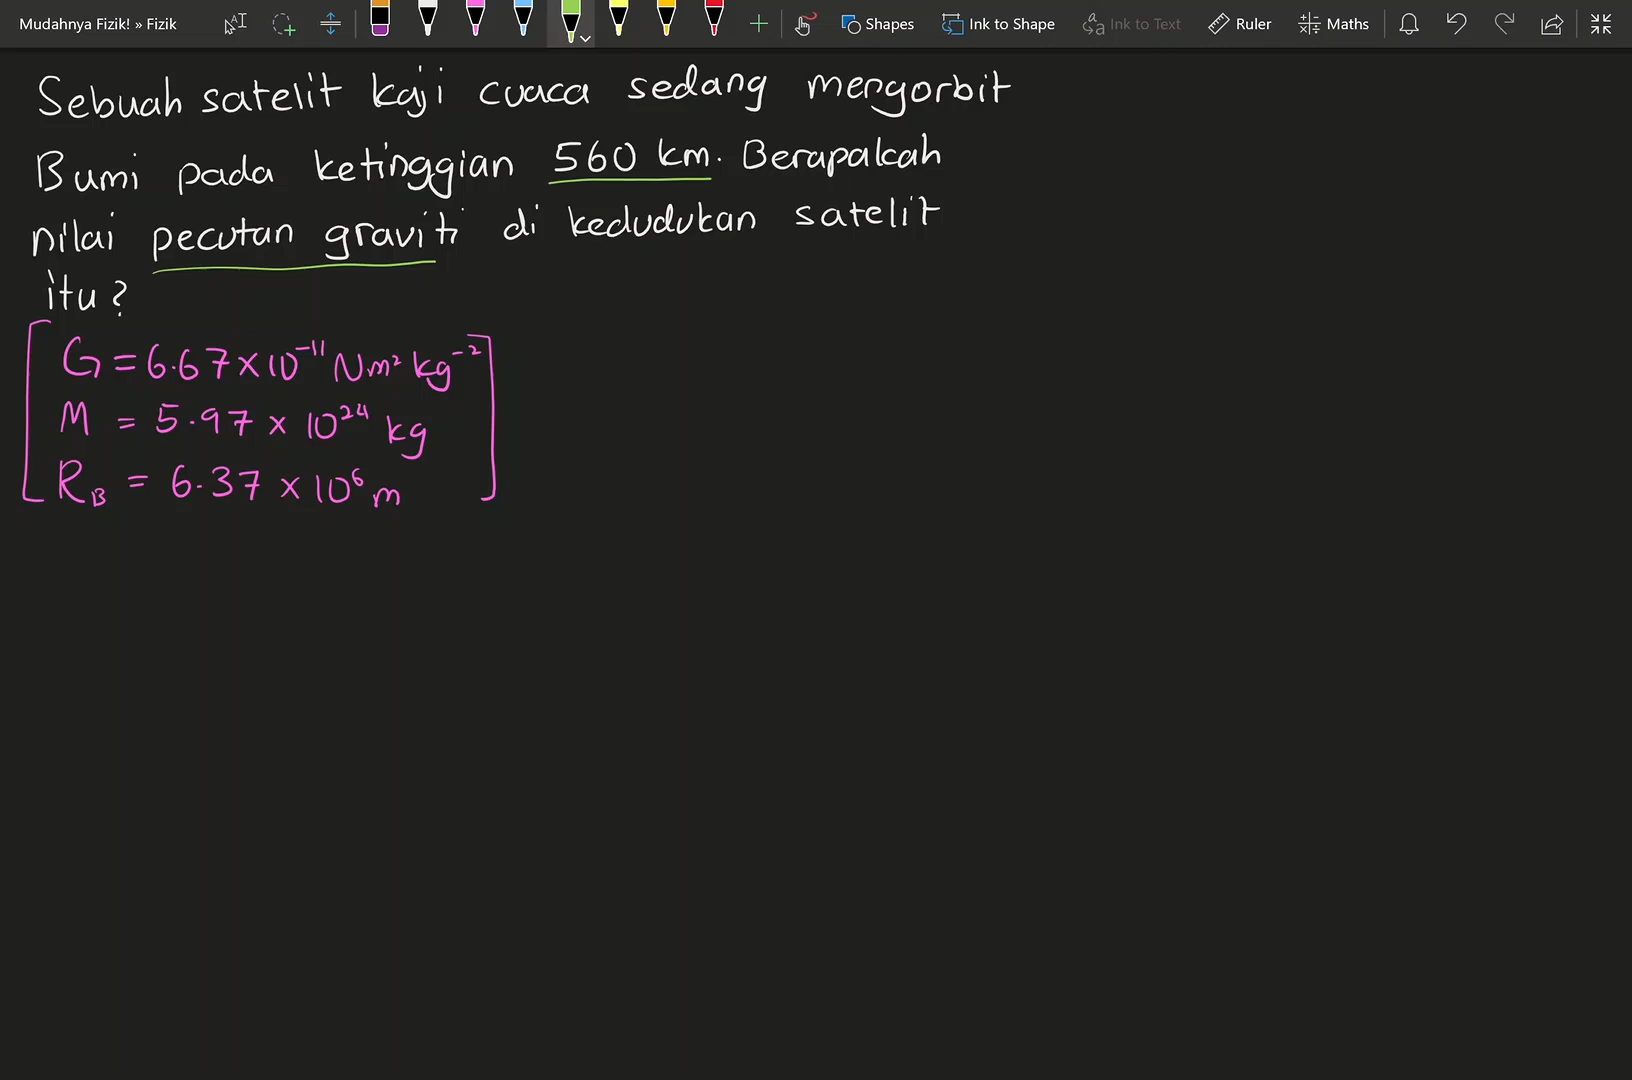 Mudahnya Fizik! » Fizik
Shapes
Ink to Shape
Ink to Text
Ruler
Maths
Sebuah satelit kaji cuaca sedang mengorbit
Bumi pada ketinggian 560 km. Berapakah
nilai pecutan graviti di kedudukan satelit
itu?
G = 6.67 × 10⁻¹¹ Nm² kg⁻²
M = 5.97 × 10²⁴ kg
R_B = 6.37 × 10⁶ m